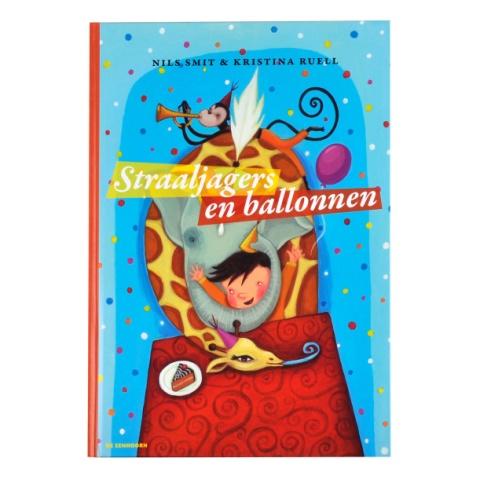 NILS SMIT & KRISTINA RUELL
Straaljagers
en ballonnen
DE EENHOORN